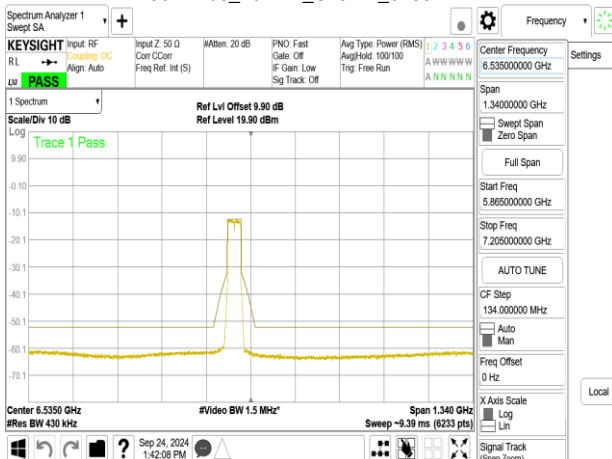 Spectrum Analyzer 1
Swept SA
Frequency
Settings
KEYSIGHT
RL
LXI
PASS
Input: RF
Coupling: DC
Align: Auto
Input Z: 50 Ω
Corr CCorr
Freq Ref: Int (S)
#Atten: 20 dB
PNO: Fast
Gate: Off
IF Gain: Low
Sig Track: Off
Avg Type: Power (RMS)
Avg|Hold: 100/100
Trig: Free Run
1 2 3 4 5 6
A W W W W W
A N N N N N
1 Spectrum
Scale/Div 10 dB
Ref Lvl Offset 9.90 dB
Ref Level 19.90 dBm
Log
Trace 1 Pass
9.90
-0.10
-10.1
-20.1
-30.1
-40.1
-50.1
-60.1
-70.1
Center 6.5350 GHz
#Res BW 430 kHz
#Video BW 1.5 MHz*
Span 1.340 GHz
Sweep ~9.39 ms (6233 pts)
Sep 24, 2024
1:42:08 PM
Center Frequency
6.535000000 GHz
Span
1.34000000 GHz
Swept Span
Zero Span
Full Span
Start Freq
5.865000000 GHz
Stop Freq
7.205000000 GHz
AUTO TUNE
CF Step
134.000000 MHz
Auto
Man
Freq Offset
0 Hz
X Axis Scale
Log
Lin
Signal Track
(Span Zoom)
Local